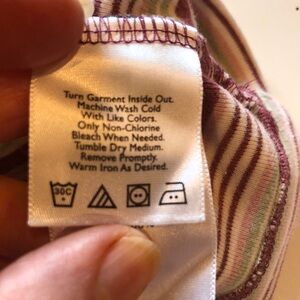 Turn Garment Inside Out.
Machine Wash Cold
With Like Colors.
Only Non-Chlorine
Bleach When Needed.
Tumble Dry Medium.
Remove Promptly.
Warm Iron As Desired.
30C